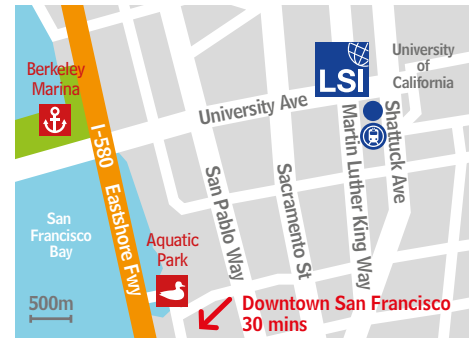 Berkeley
Marina
LSI
University
of
California
University Ave
I-580 Eastshore Fwy
San Pablo Way
Sacramento St
Martin Luther King Way
Shattuck Ave
San
Francisco
Bay
Aquatic
Park
500m
Downtown San Francisco
30 mins